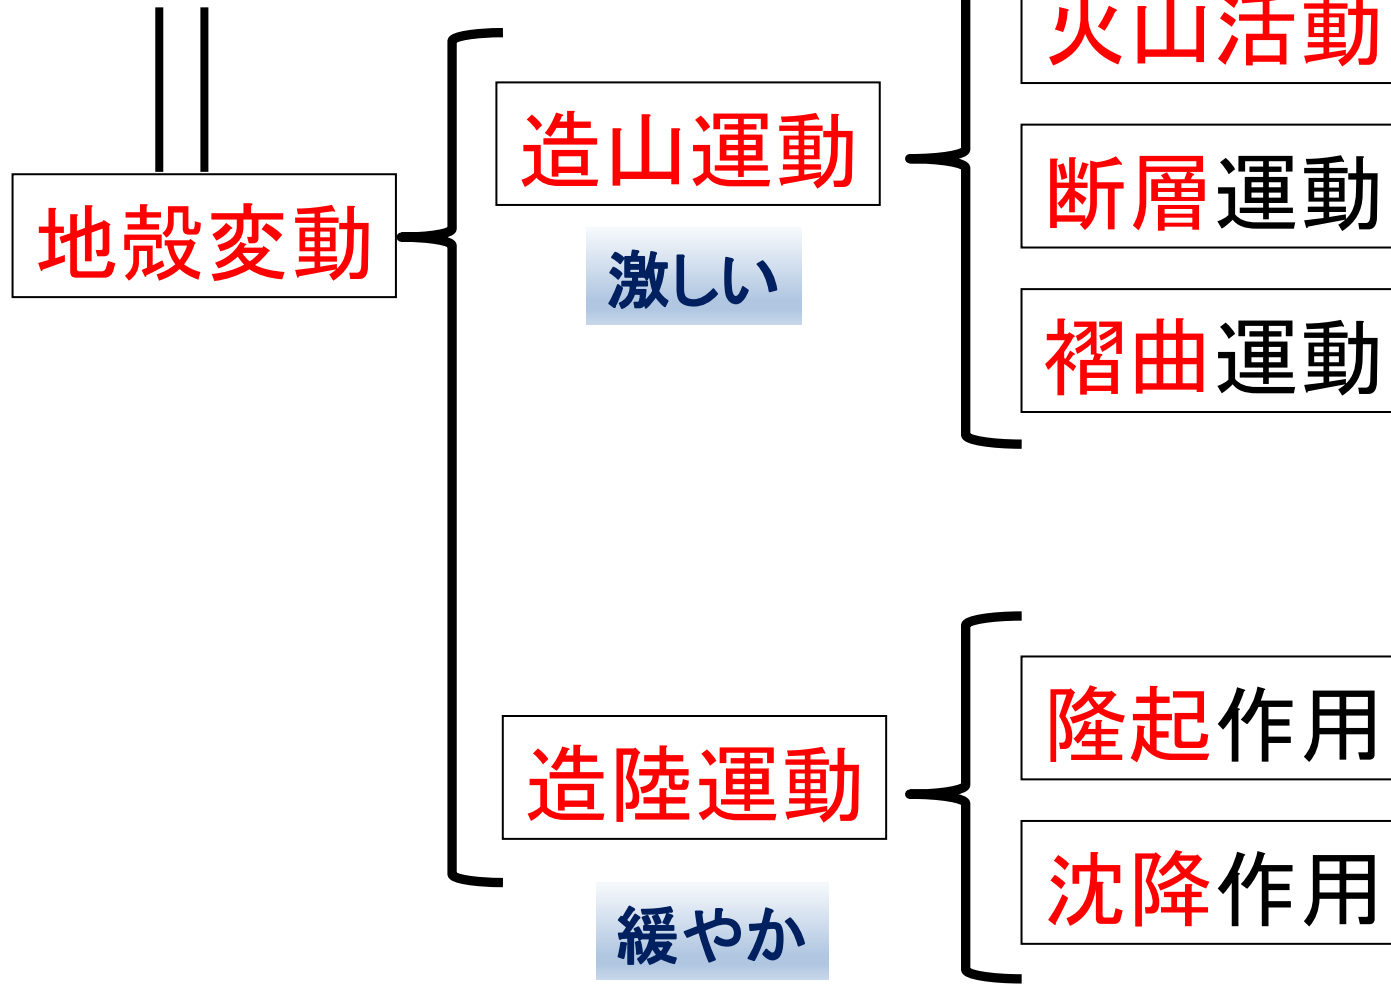 火山活動
造山運動
断層運動
地殻変動
激しい
褶曲運動
隆起作用
造陸運動
沈降作用
緩やか